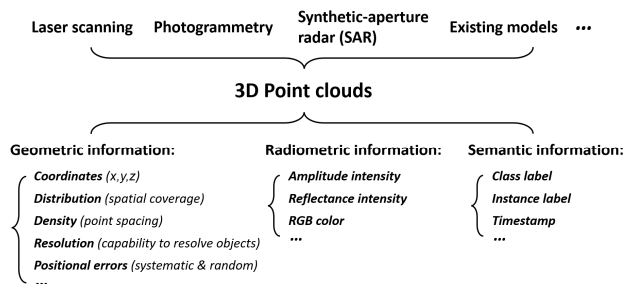 Laser scanning Photogrammetry Synthetic-aperture radar (SAR) Existing models ...
3D Point clouds
Geometric information:
Coordinates (x,y,z)
Distribution (spatial coverage)
Density (point spacing)
Resolution (capability to resolve objects)
Positional errors (systematic & random)
...
Radiometric information:
Amplitude intensity
Reflectance intensity
RGB color
...
Semantic information:
Class label
Instance label
Timestamp
...